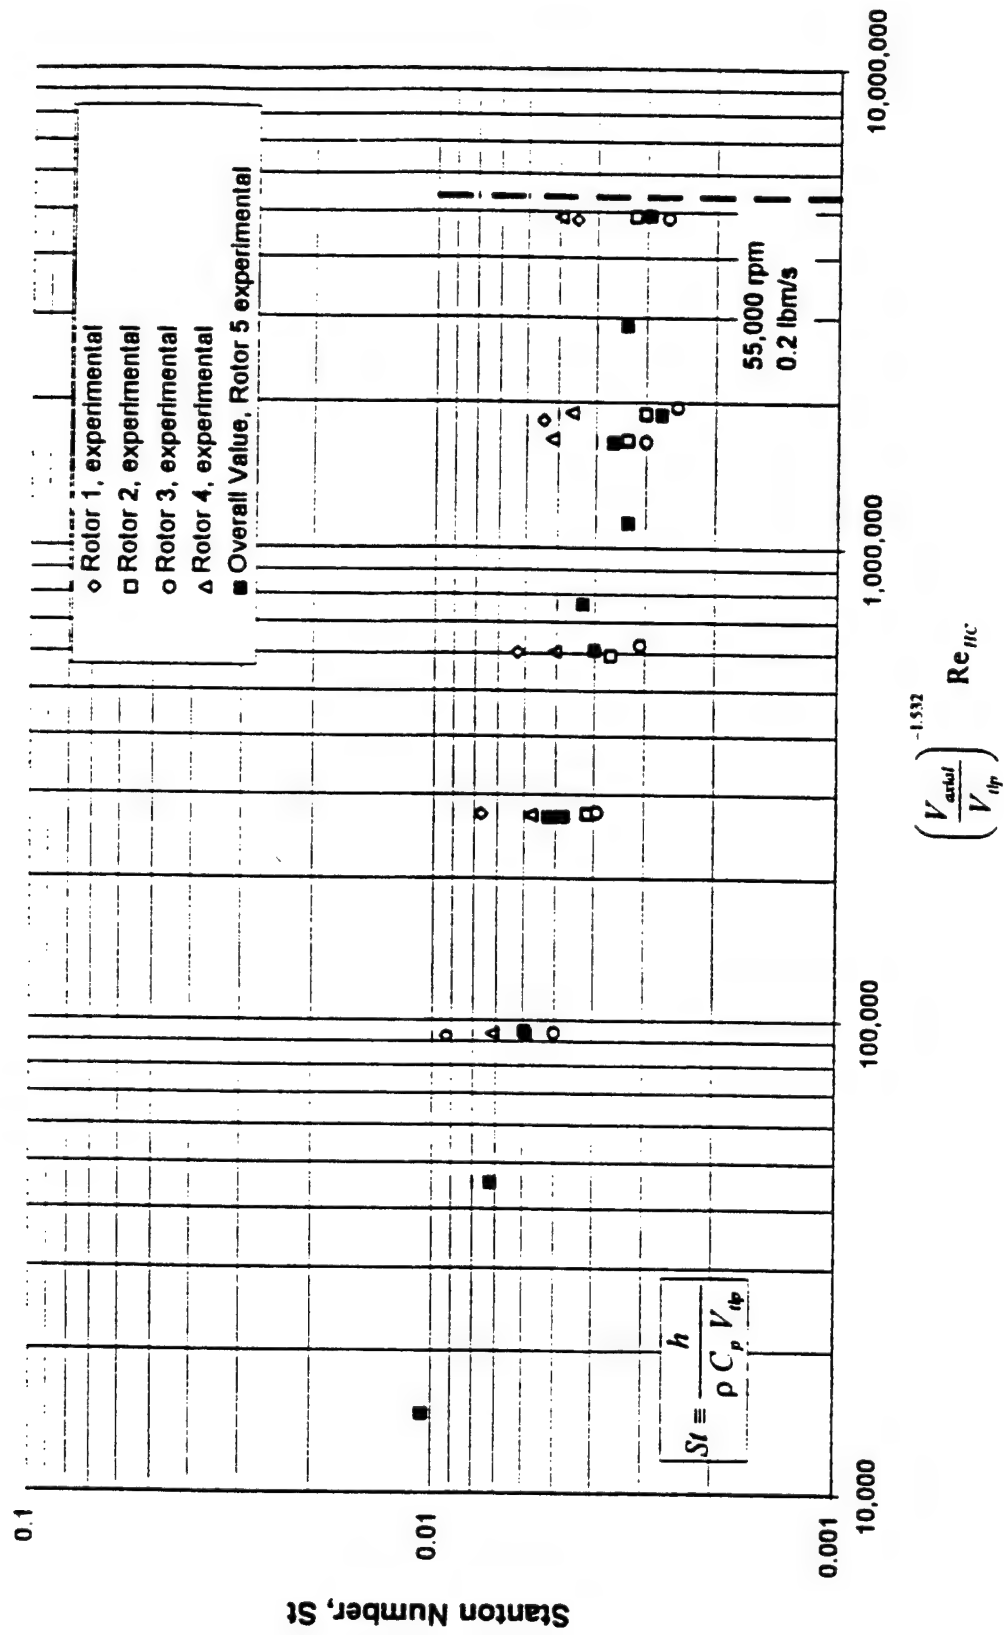 Stanton Number, St
0.1
0.01
0.001
10,000
100,000
1,000,000
10,000,000
◇ Rotor 1, experimental
□ Rotor 2, experimental
○ Rotor 3, experimental
△ Rotor 4, experimental
■ Overall Value, Rotor 5 experimental
55,000 rpm
0.2 lbm/s
St ≡ h / (ρ C_p V_tip)
(V_axial / V_tip)^-1.532 Re_HC